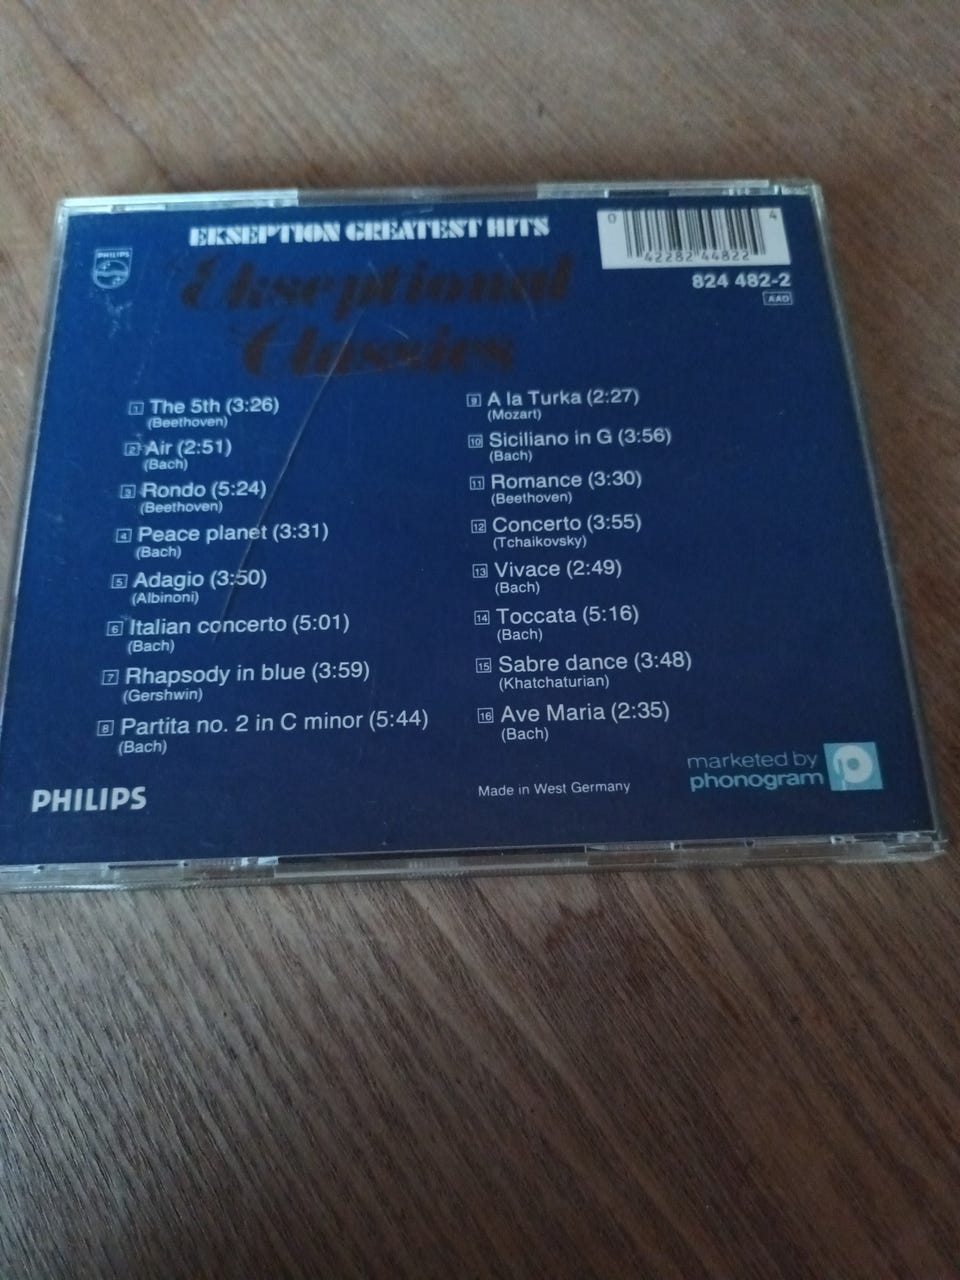 EKSEPTION GREATEST HITS
Ekseptional
Classics
PHILIPS
0
4
42282 44822
824 482-2
AAD
1 The 5th (3:26)
(Beethoven)
2 Air (2:51)
(Bach)
3 Rondo (5:24)
(Beethoven)
4 Peace planet (3:31)
(Bach)
5 Adagio (3:50)
(Albinoni)
6 Italian concerto (5:01)
(Bach)
7 Rhapsody in blue (3:59)
(Gershwin)
8 Partita no. 2 in C minor (5:44)
(Bach)
9 A la Turka (2:27)
(Mozart)
10 Siciliano in G (3:56)
(Bach)
11 Romance (3:30)
(Beethoven)
12 Concerto (3:55)
(Tchaikovsky)
13 Vivace (2:49)
(Bach)
14 Toccata (5:16)
(Bach)
15 Sabre dance (3:48)
(Khatchaturian)
16 Ave Maria (2:35)
(Bach)
PHILIPS
Made in West Germany
marketed by
phonogram